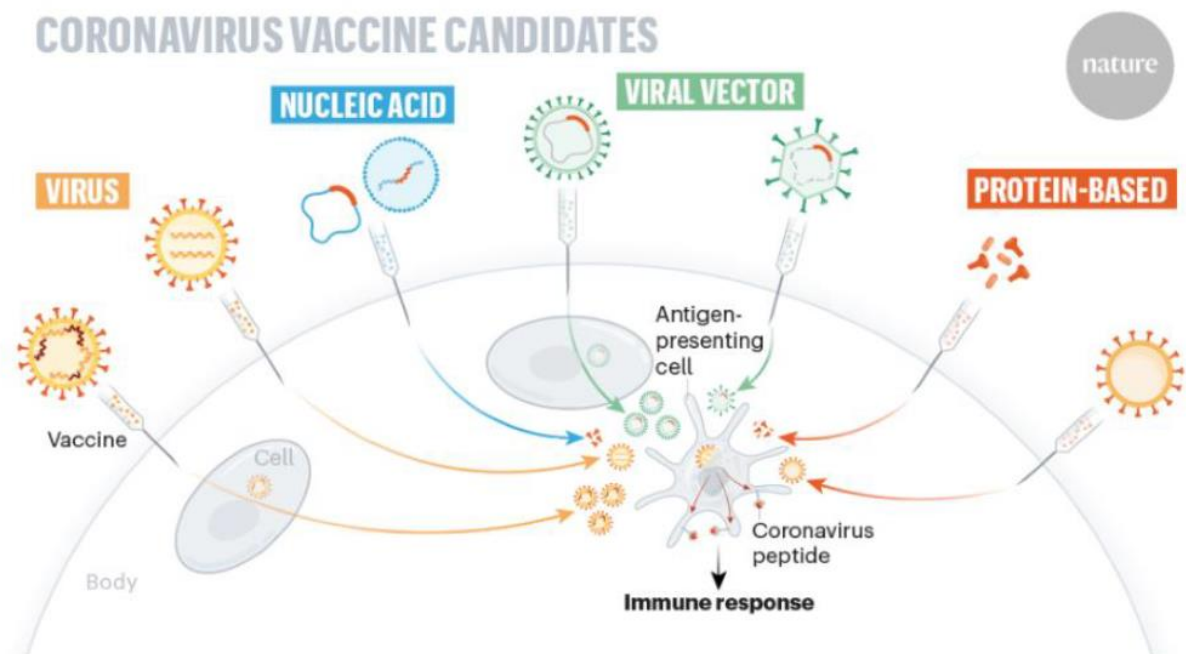 CORONAVIRUS VACCINE CANDIDATES
nature
NUCLEIC ACID
VIRAL VECTOR
VIRUS
PROTEIN-BASED
Antigen-
presenting
cell
Vaccine
Cell
Coronavirus
peptide
Body
Immune response